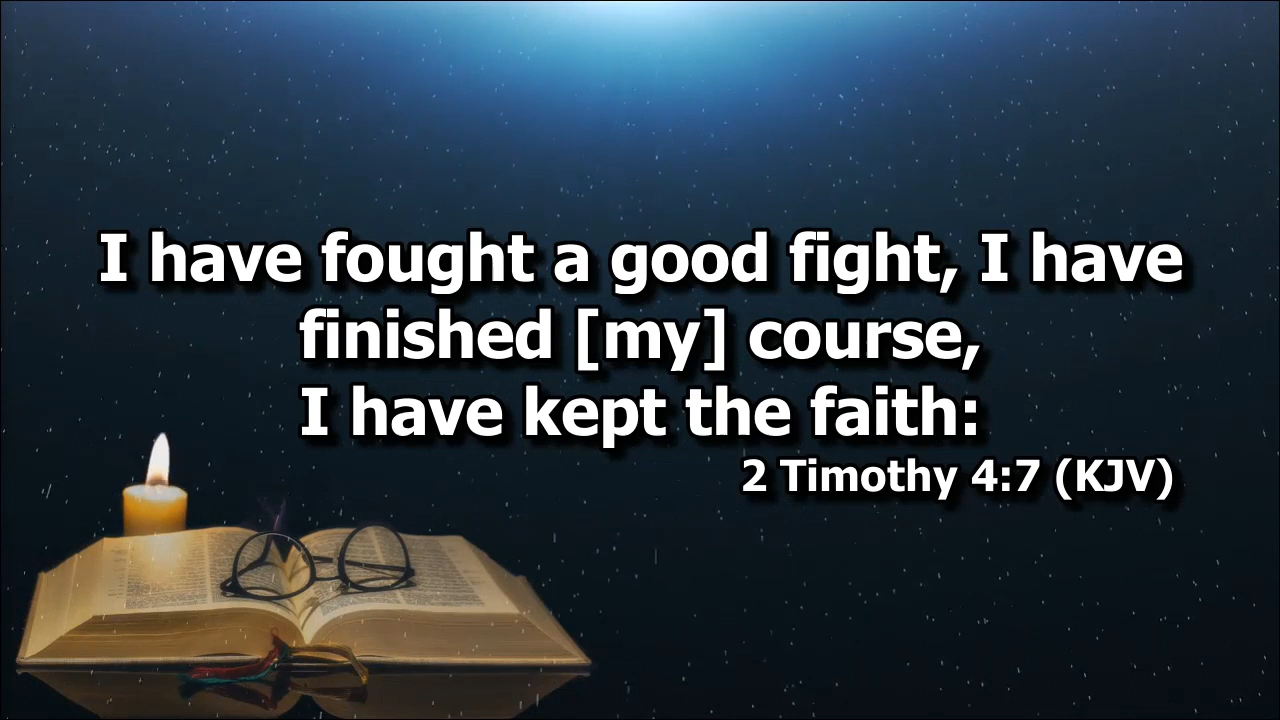 I have fought a good fight, I have
finished [my] course,
I have kept the faith:
2 Timothy 4:7 (KJV)